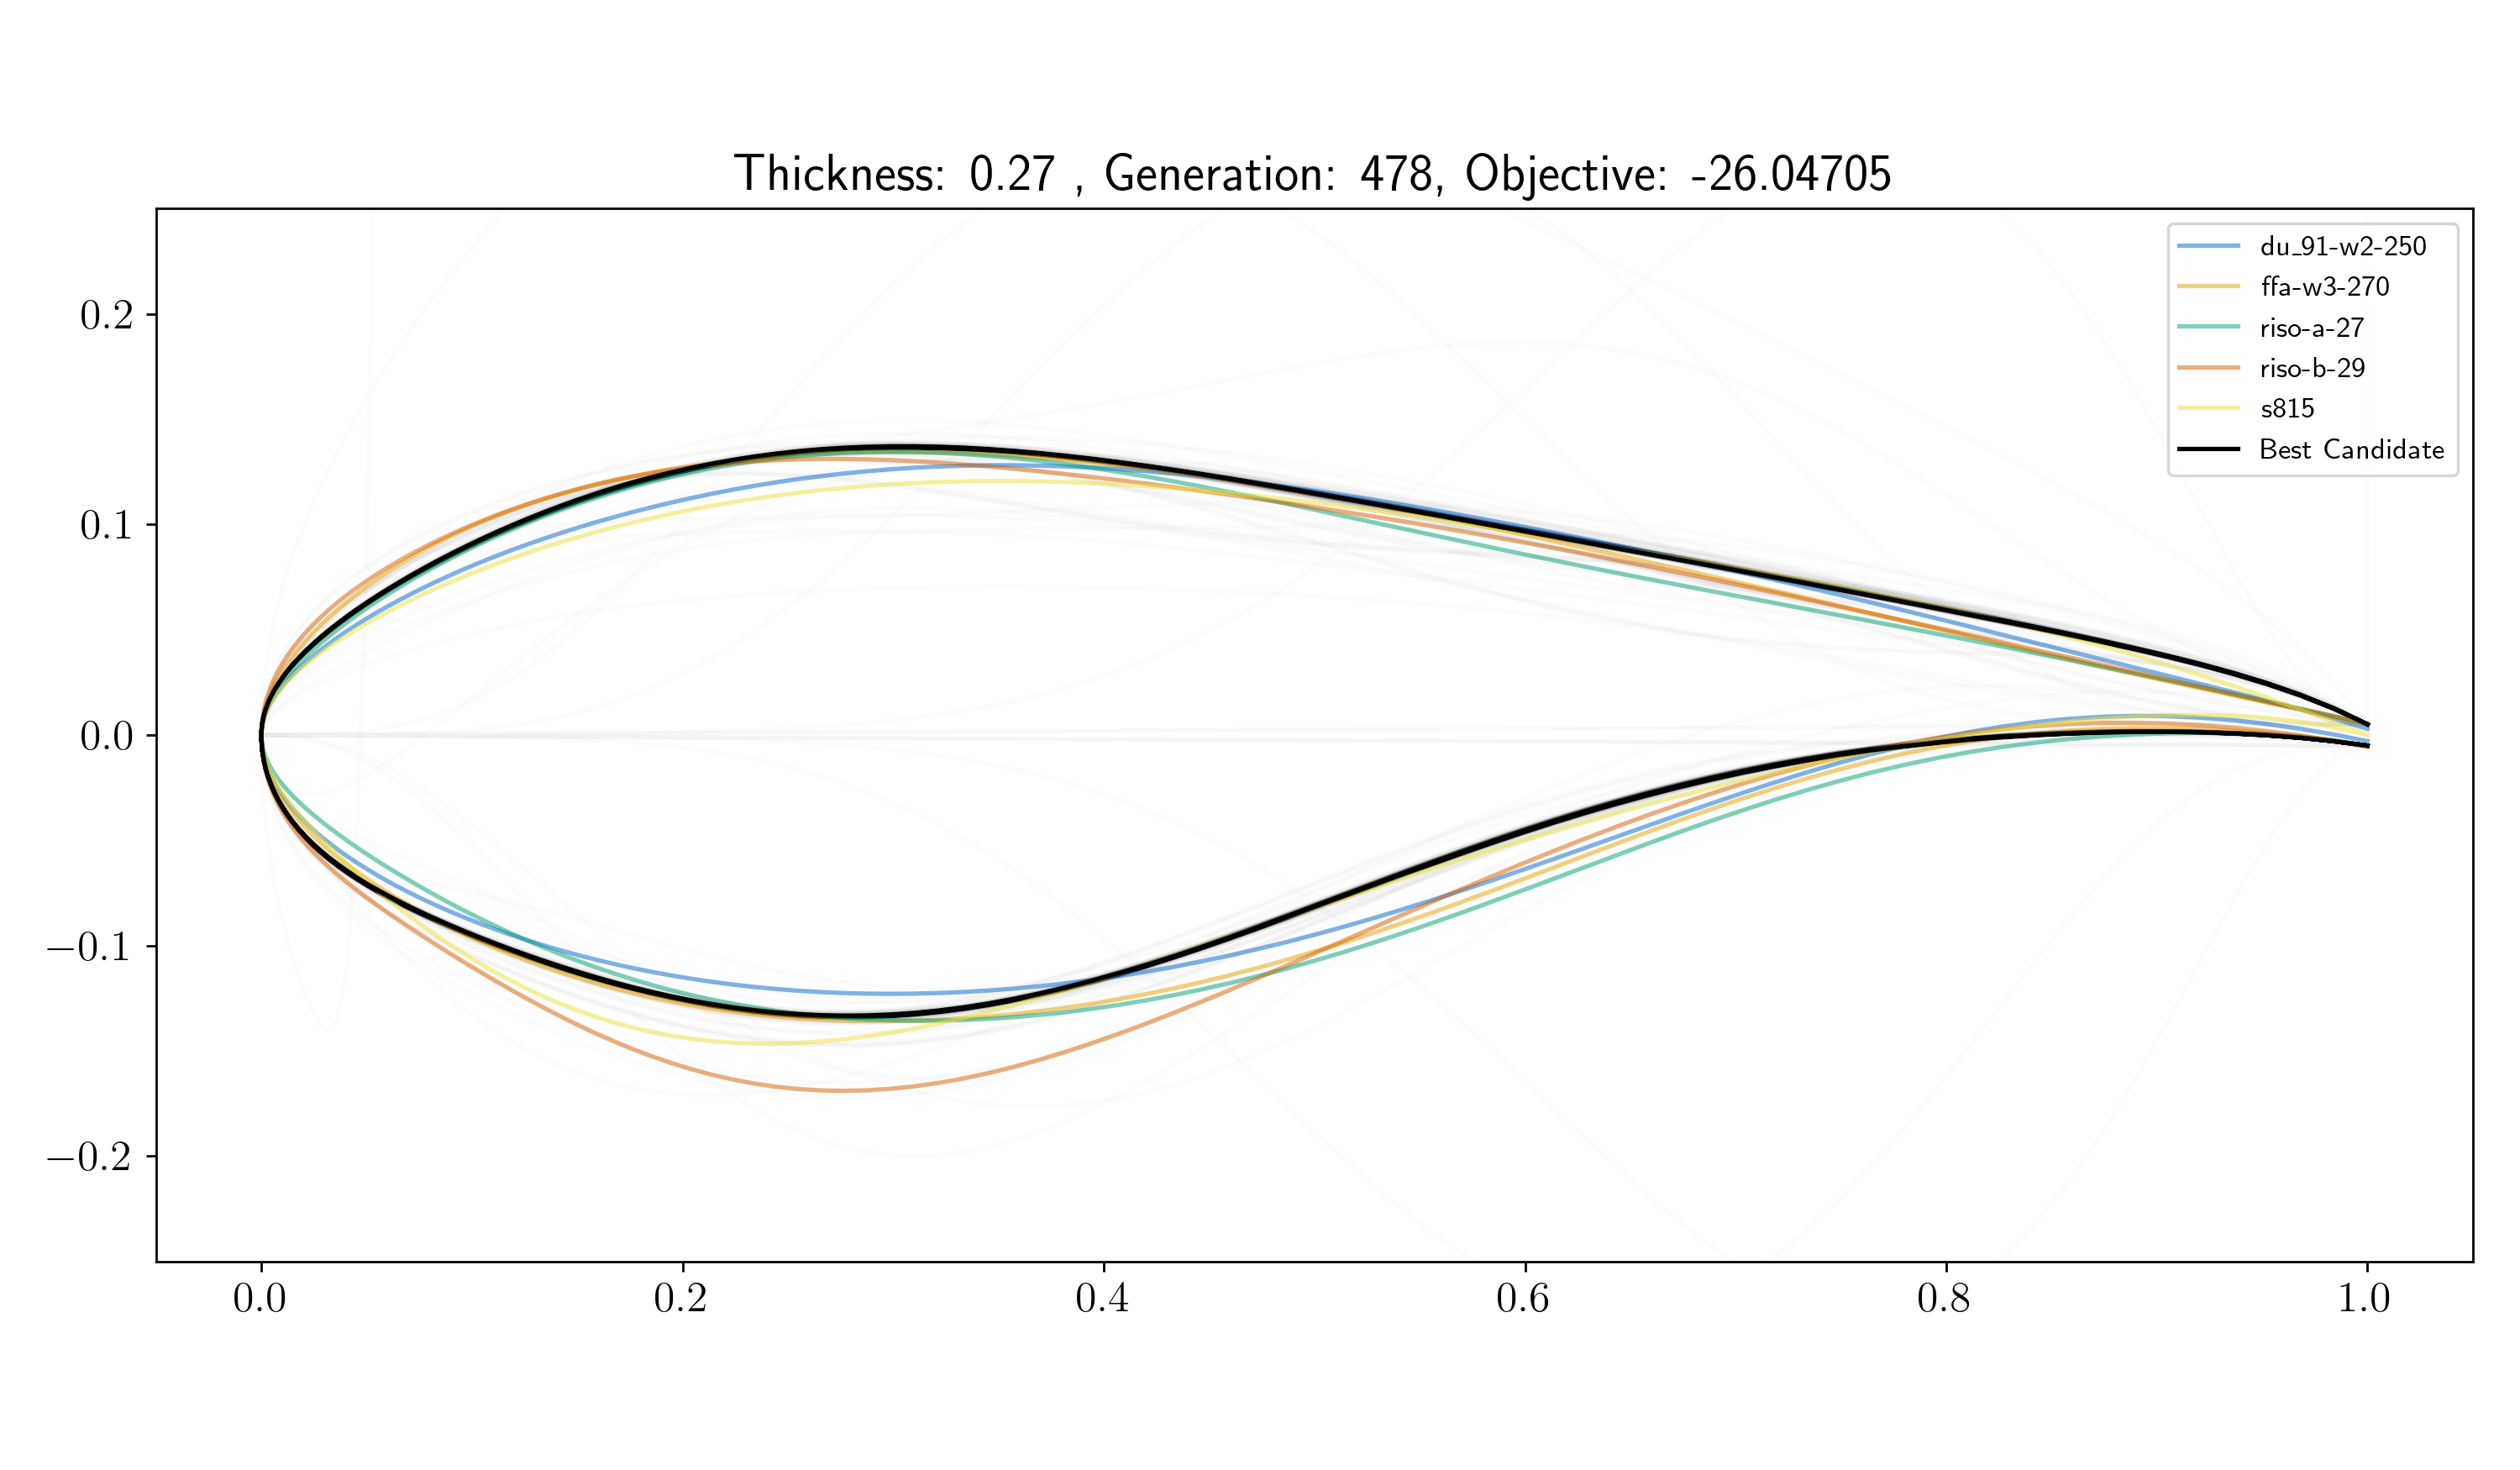 Thickness: 0.27 , Generation: 478, Objective: -26.04705
du_91-w2-250
ffa-w3-270
riso-a-27
riso-b-29
s815
Best Candidate
0.2
0.1
0.0
−0.1
−0.2
0.0 0.2 0.4 0.6 0.8 1.0